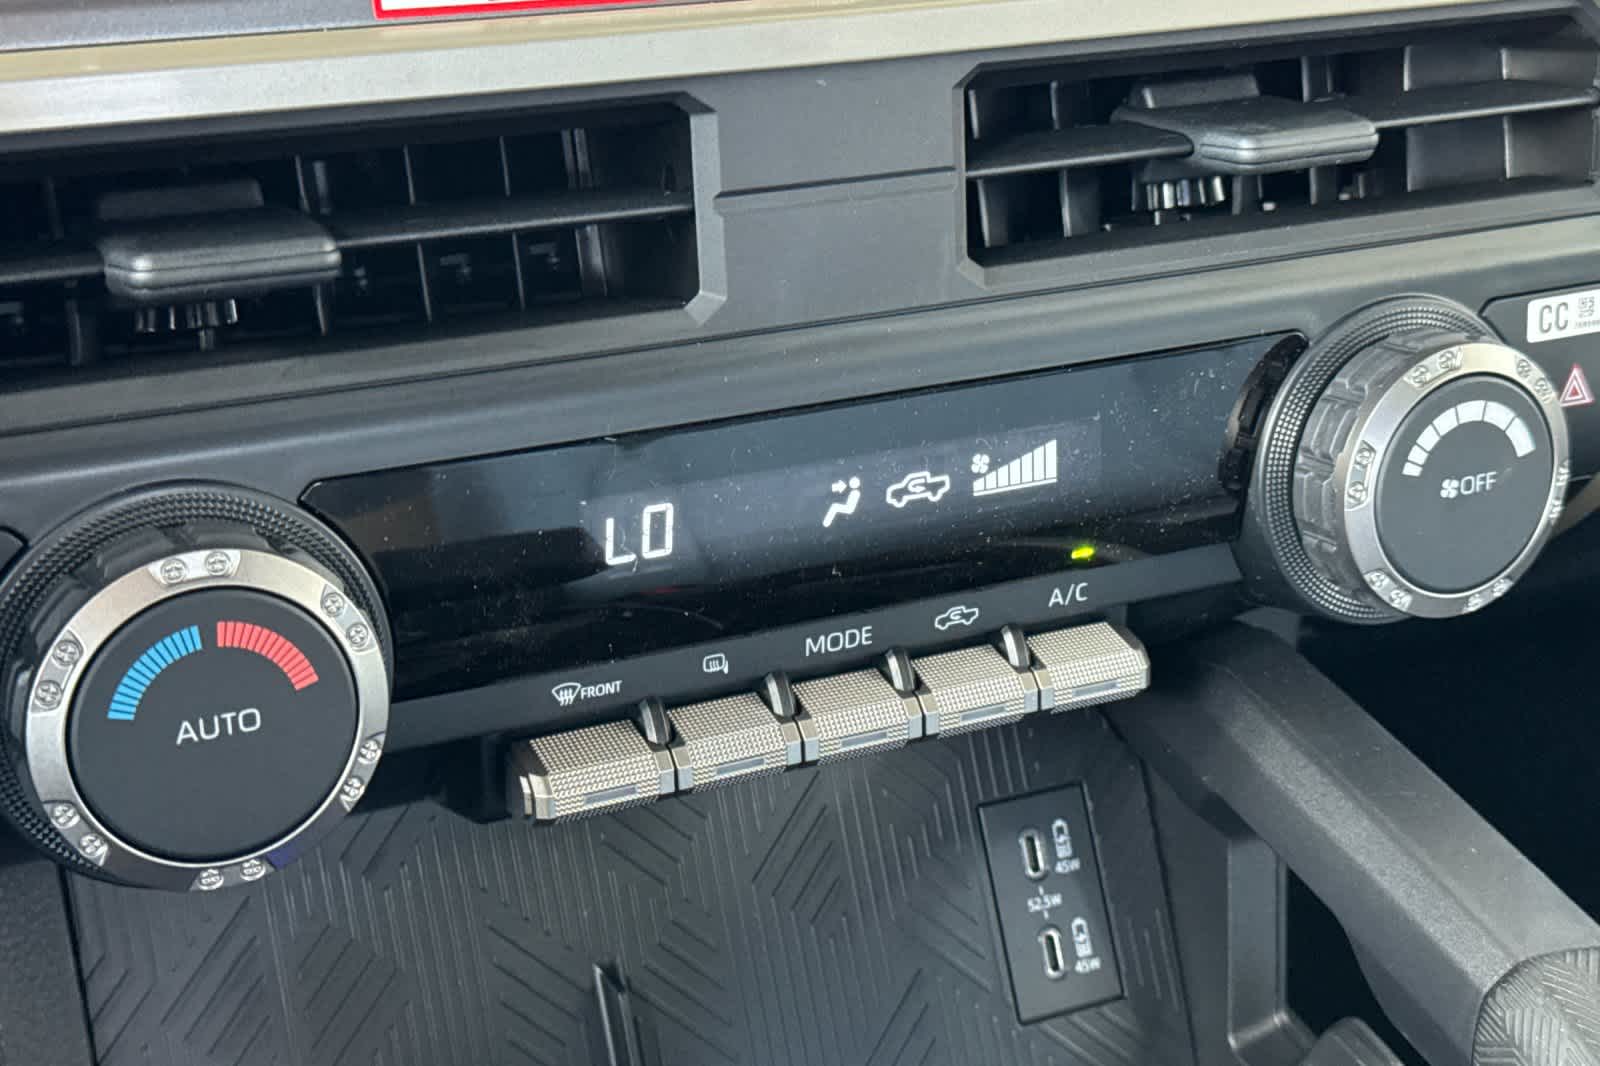 CC
LO
OFF
A/C
MODE
FRONT
AUTO
45W
52.5W
45W